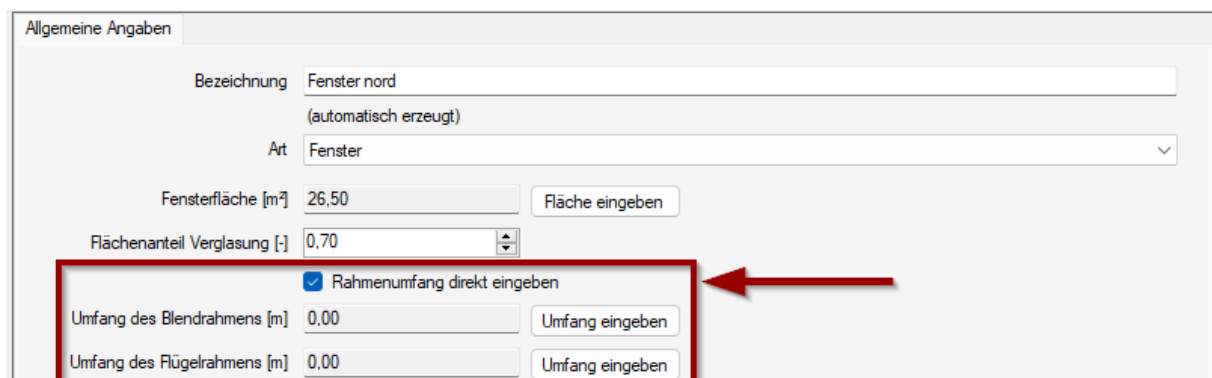 Allgemeine Angaben
Bezeichnung Fenster nord
(automatisch erzeugt)
Art Fenster
Fensterfläche [m²] 26,50 Fläche eingeben
Flächenanteil Verglasung [-] 0,70
Rahmenumfang direkt eingeben
Umfang des Blendrahmens [m] 0,00 Umfang eingeben
Umfang des Flügelrahmens [m] 0,00 Umfang eingeben